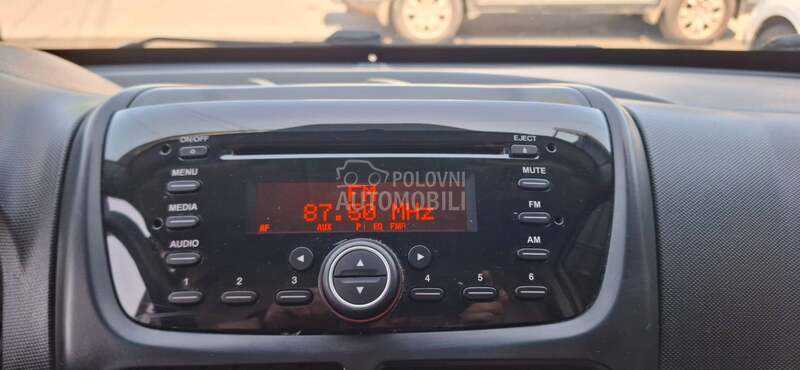 ON/OFF
EJECT
MENU
MUTE
POLOVNI
AUTOMOBILI
FM
87.50 MHz
AF AUX EQ
MEDIA
FM
AUDIO
AM
1 2 3 4 5 6